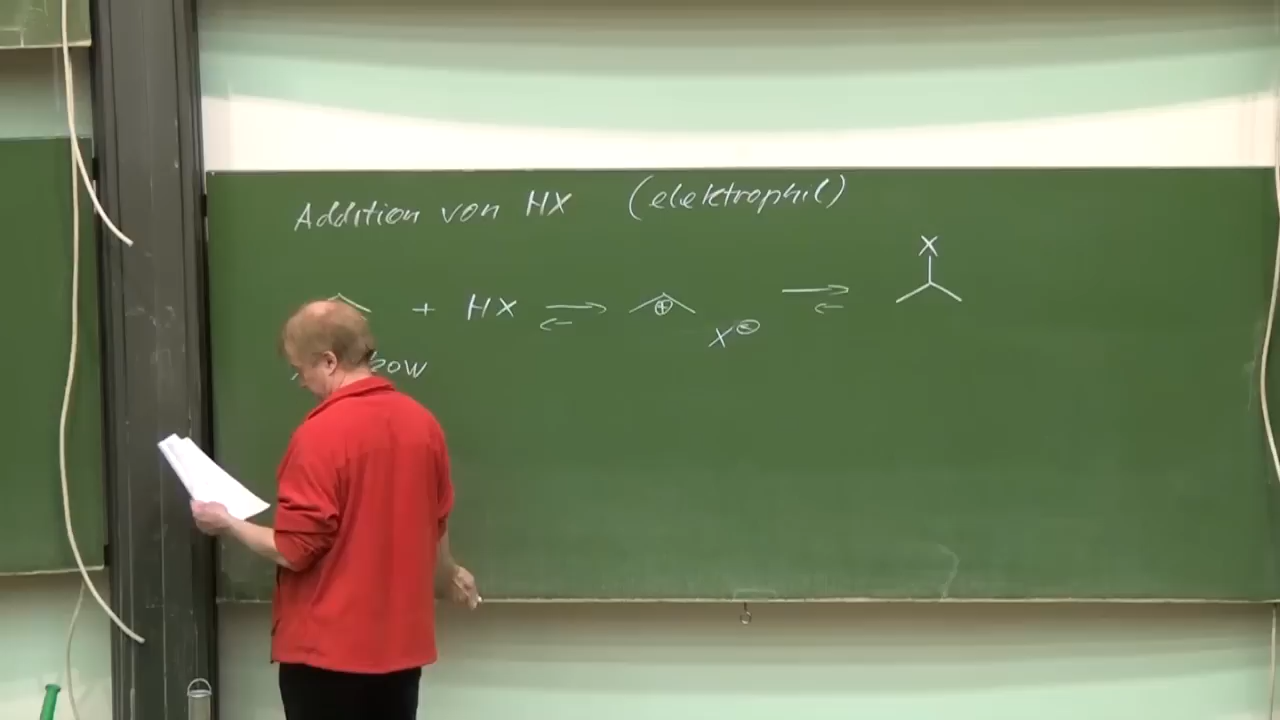 Addition von HX (elektrophil)
X
+ HX ⇌ ⊕ X⊖ ⇌